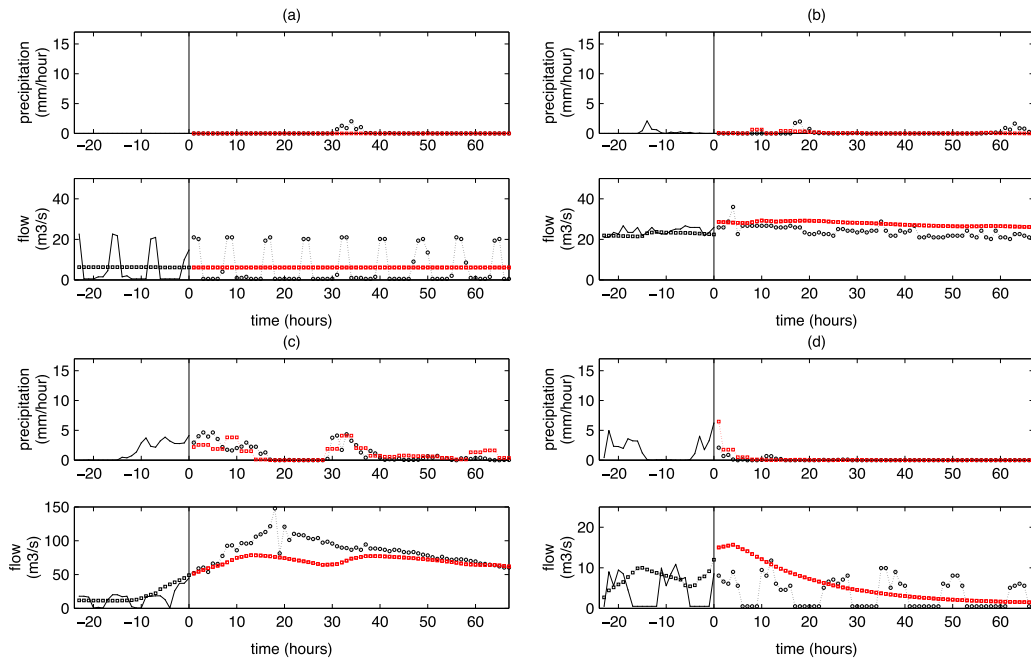 (a) (b)
precipitation (mm/hour) 15 10 5 0 precipitation (mm/hour) 15 10 5 0
−20 −10 0 10 20 30 40 50 60 −20 −10 0 10 20 30 40 50 60
flow (m3/s) 40 20 0 flow (m3/s) 40 20 0
−20 −10 0 10 20 30 40 50 60 −20 −10 0 10 20 30 40 50 60
time (hours) time (hours)
(c) (d)
precipitation (mm/hour) 15 10 5 0 precipitation (mm/hour) 15 10 5 0
−20 −10 0 10 20 30 40 50 60 −20 −10 0 10 20 30 40 50 60
flow (m3/s) 150 100 50 0 flow (m3/s) 20 10 0
−20 −10 0 10 20 30 40 50 60 −20 −10 0 10 20 30 40 50 60
time (hours) time (hours)